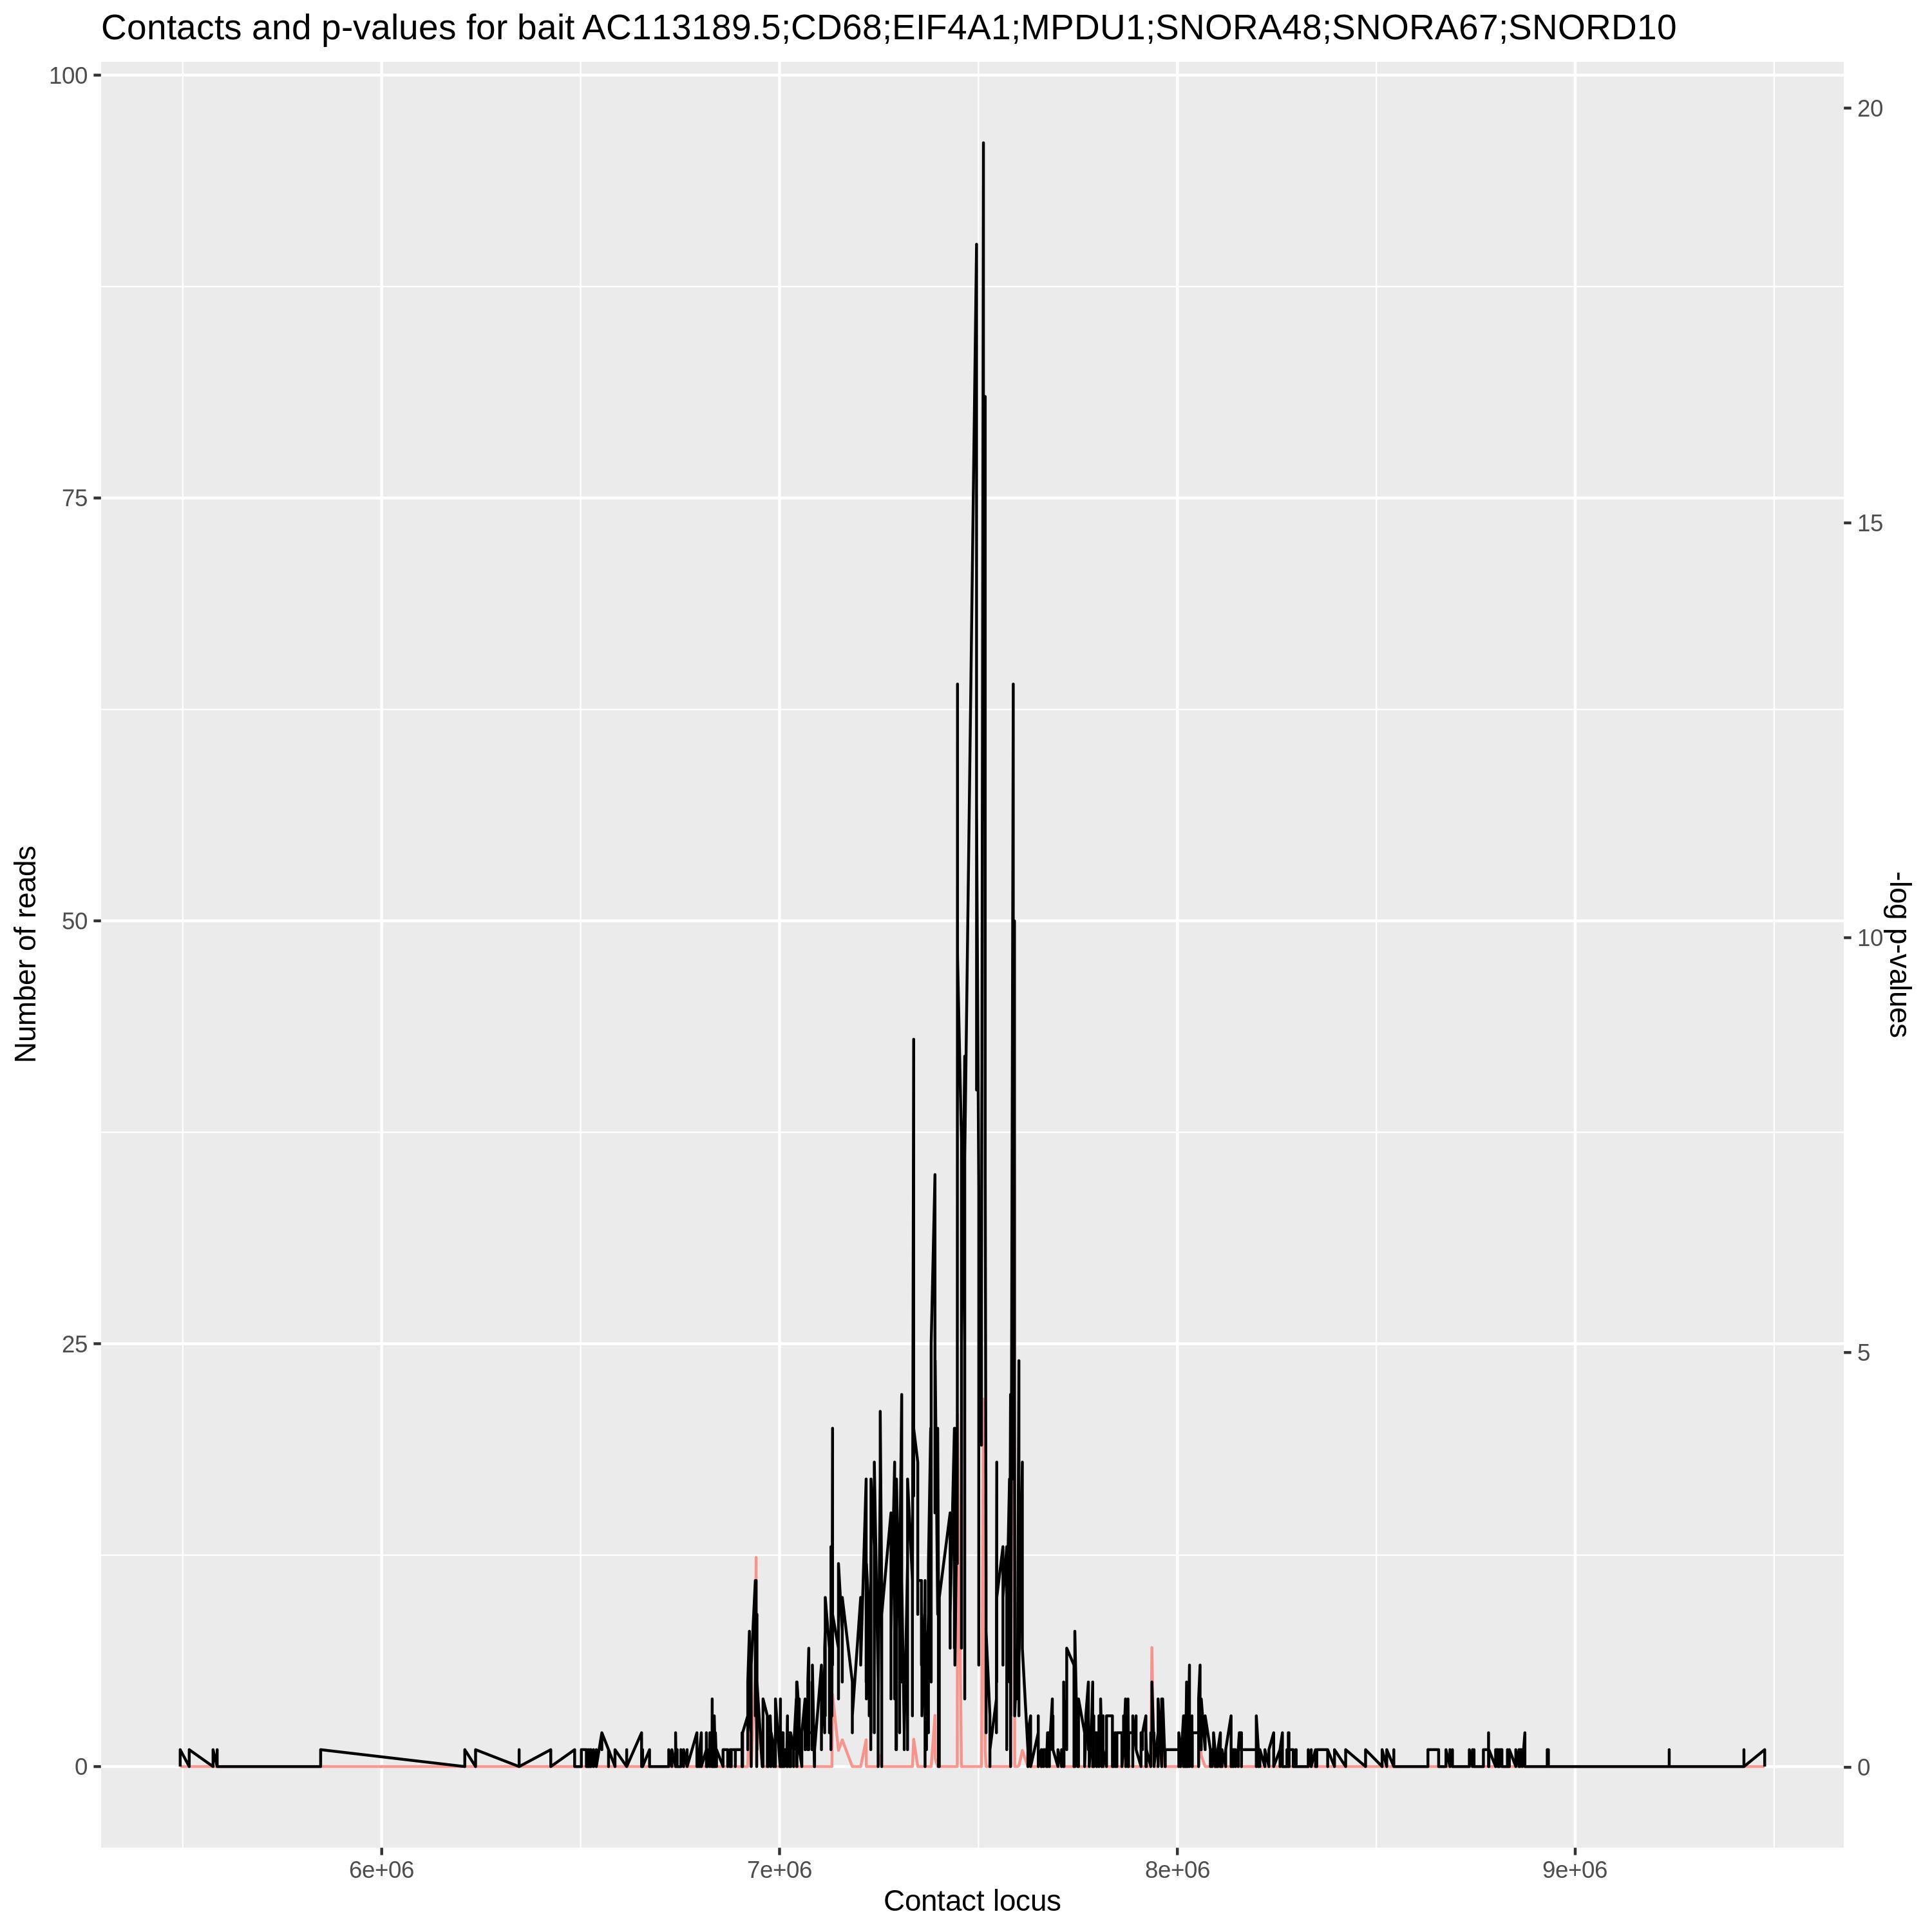 Contacts and p-values for bait AC113189.5;CD68;EIF4A1;MPDU1;SNORA48;SNORA67;SNORD10
100
75
50
25
0
Number of reads
20
15
10
5
0
-log p-values
6e+06
7e+06
8e+06
9e+06
Contact locus